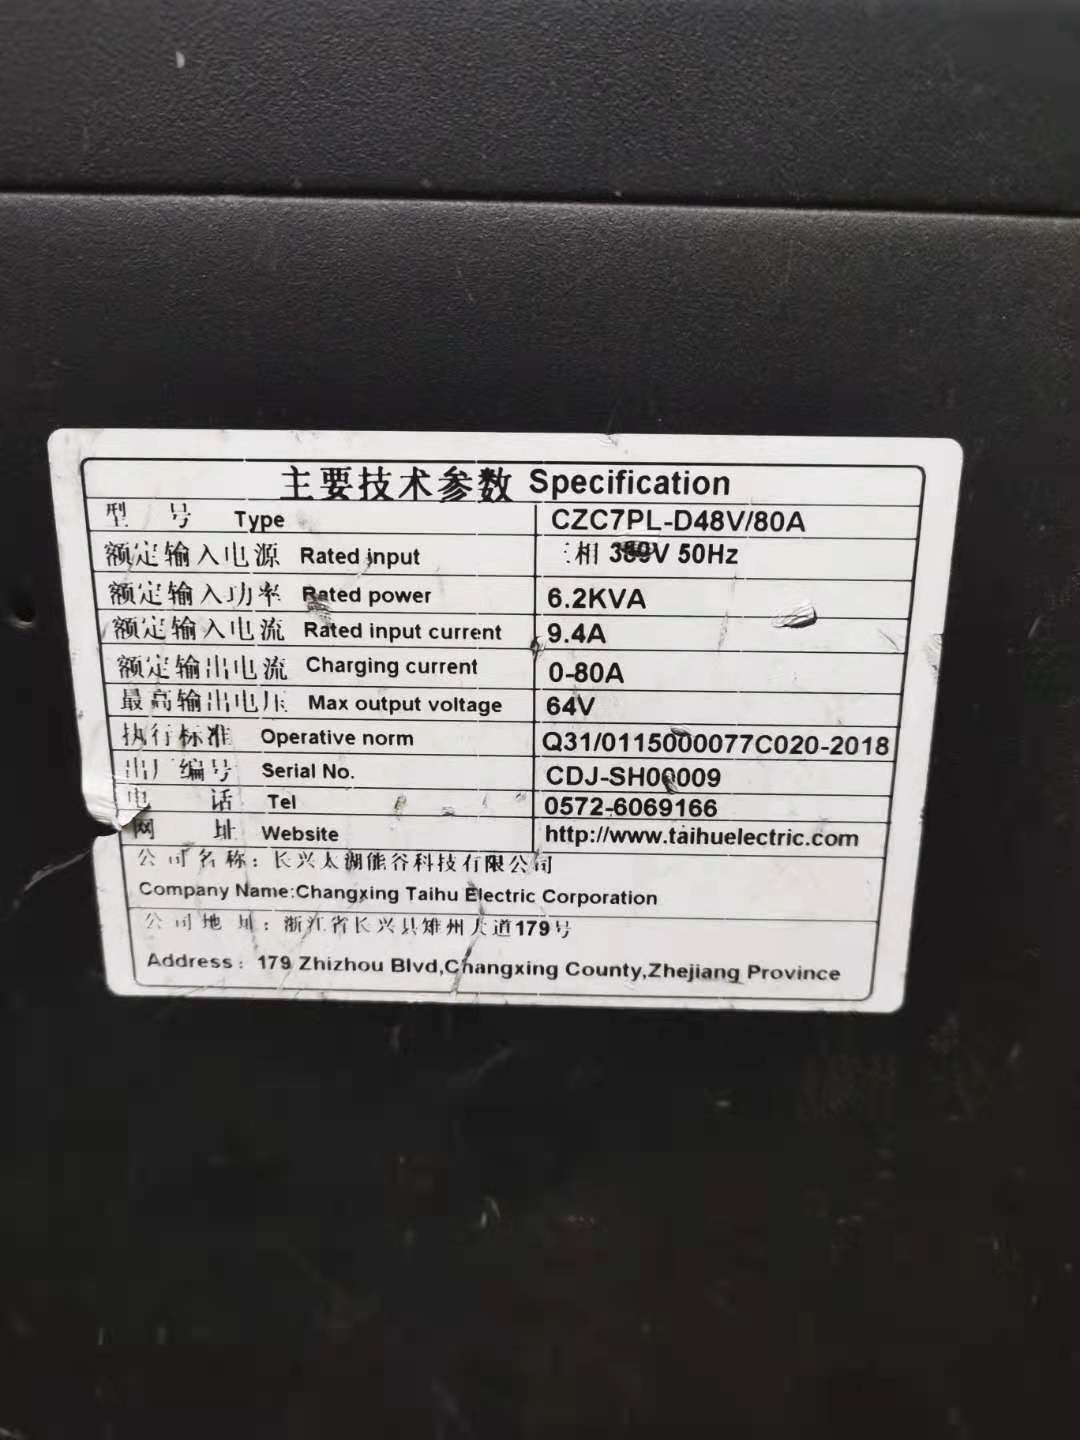 主要技术参数 Specification
型 号 Type CZC7PL-D48V/80A
额定输入电源 Rated input 三相 380V 50Hz
额定输入功率 Rated power 6.2KVA
额定输入电流 Rated input current 9.4A
额定输出电流 Charging current 0-80A
最高输出电压 Max output voltage 64V
执行标准 Operative norm Q31/0115000077C020-2018
出厂编号 Serial No. CDJ-SH00009
电 话 Tel 0572-6069166
网 址 Website http://www.taihuelectric.com
公司名称：长兴太湖能谷科技有限公司
Company Name:Changxing Taihu Electric Corporation
公司地址：浙江省长兴县雉州大道179号
Address：179 Zhizhou Blvd,Changxing County,Zhejiang Province